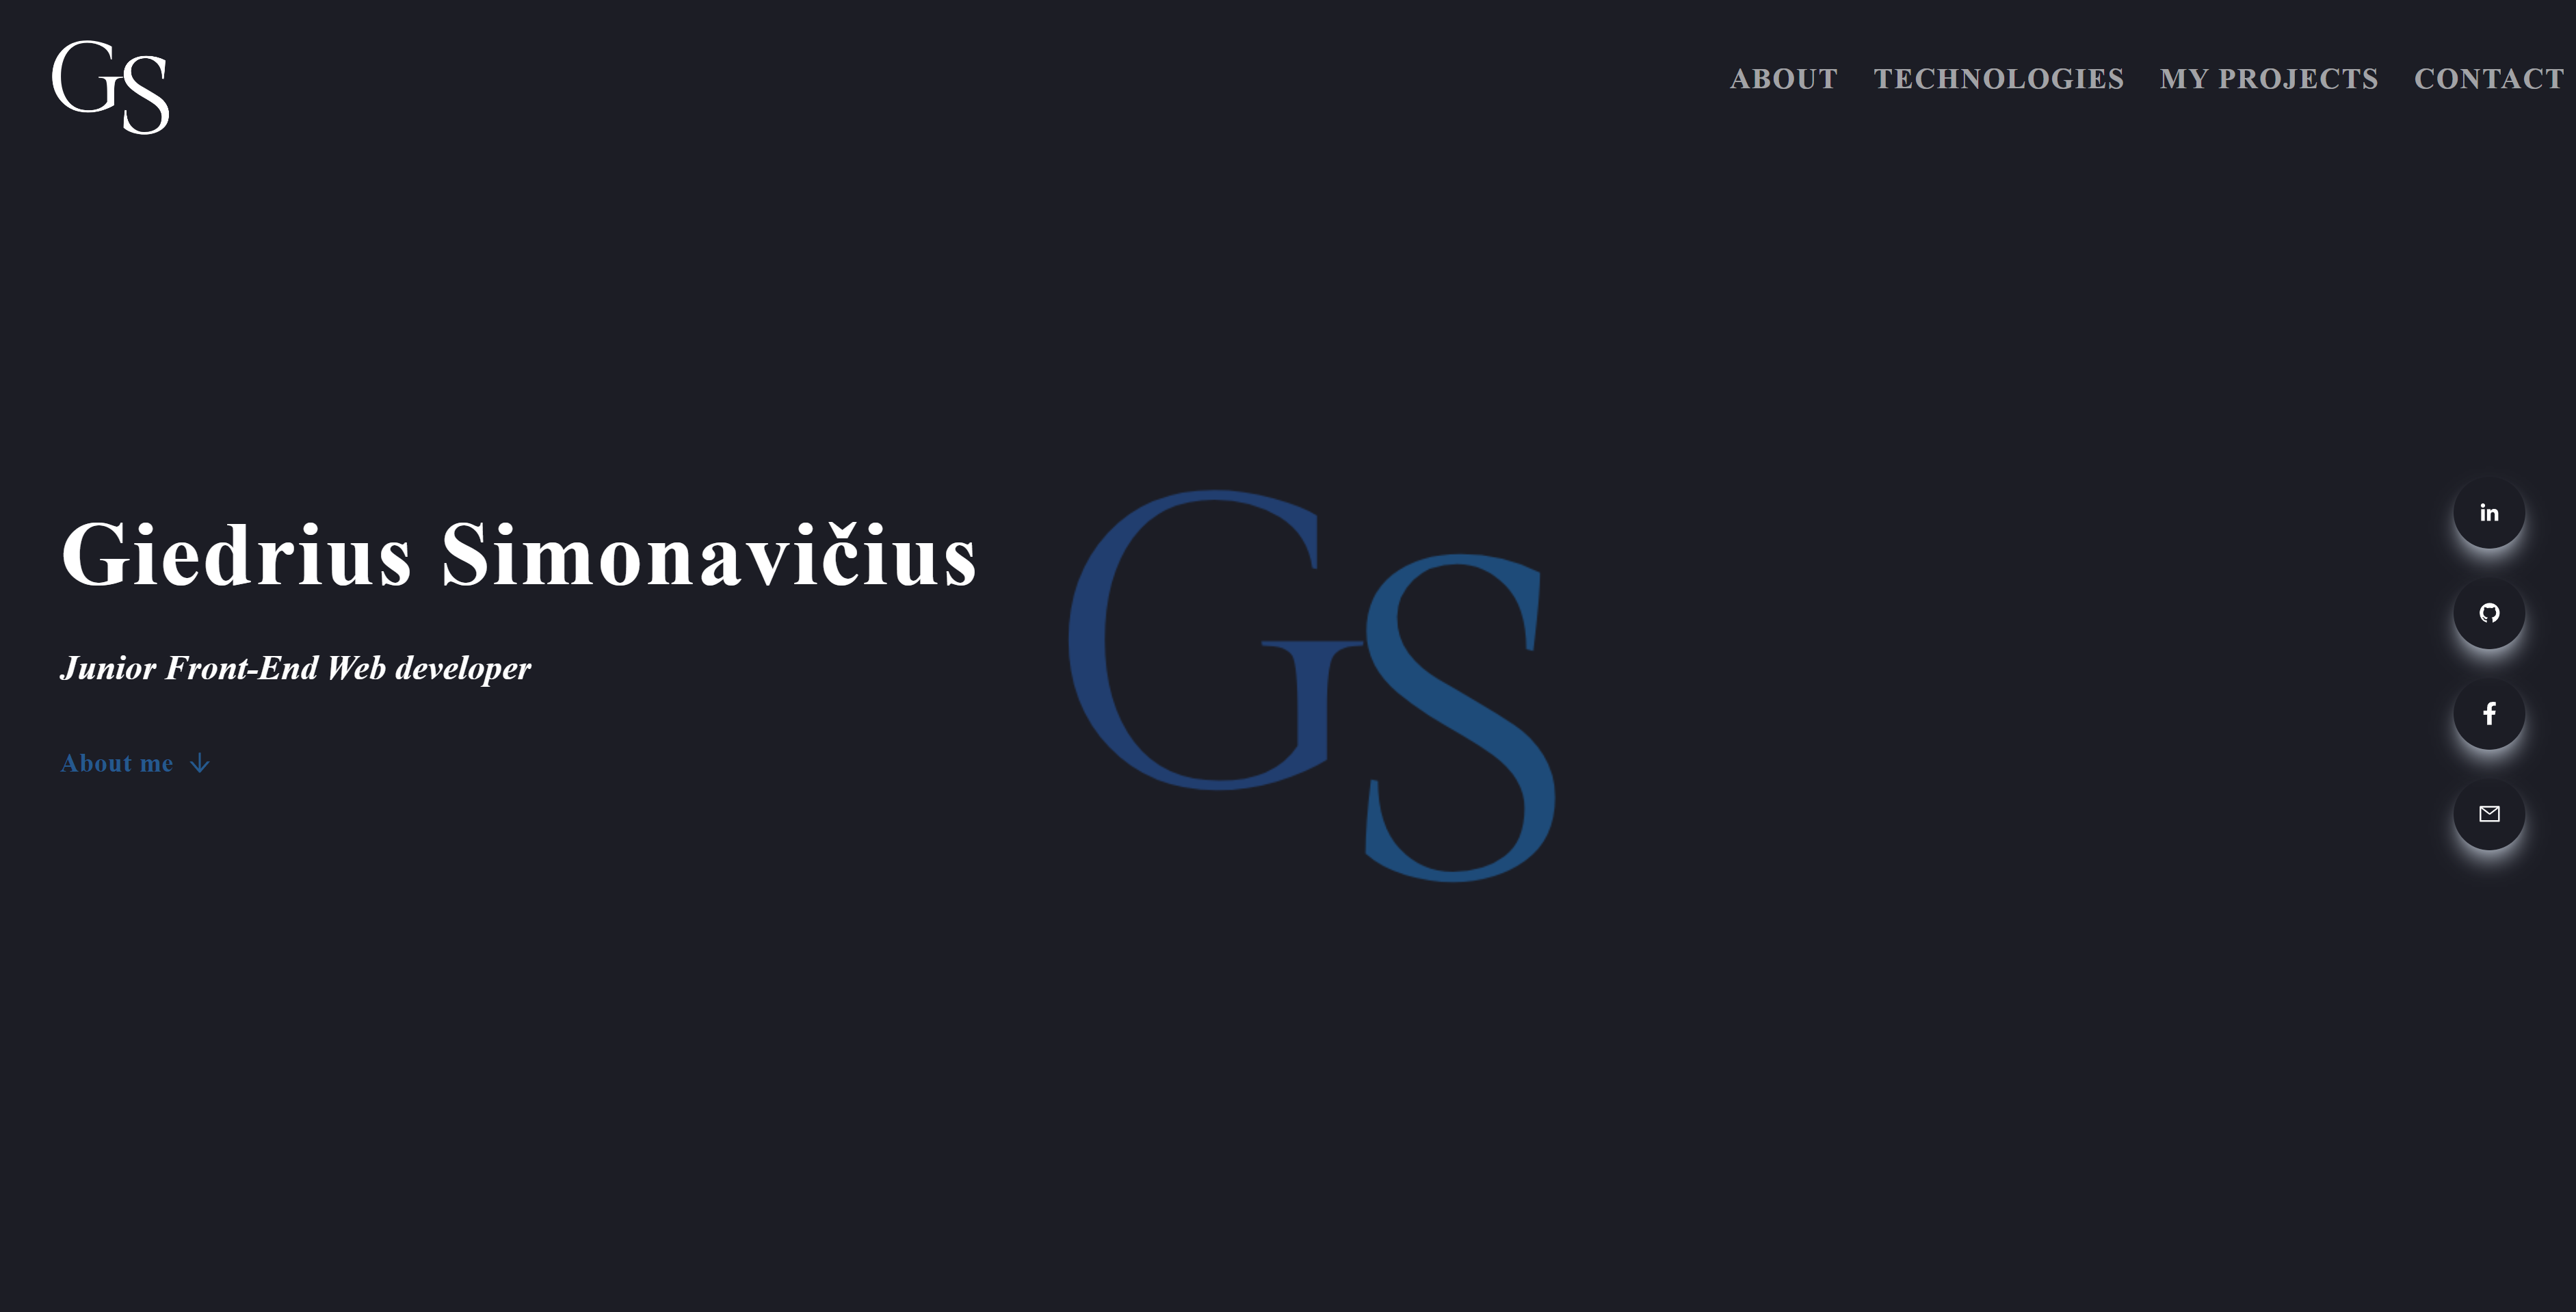 GS
ABOUT TECHNOLOGIES MY PROJECTS CONTACT
Giedrius Simonavičius
Junior Front-End Web developer
About me
GS
in
f